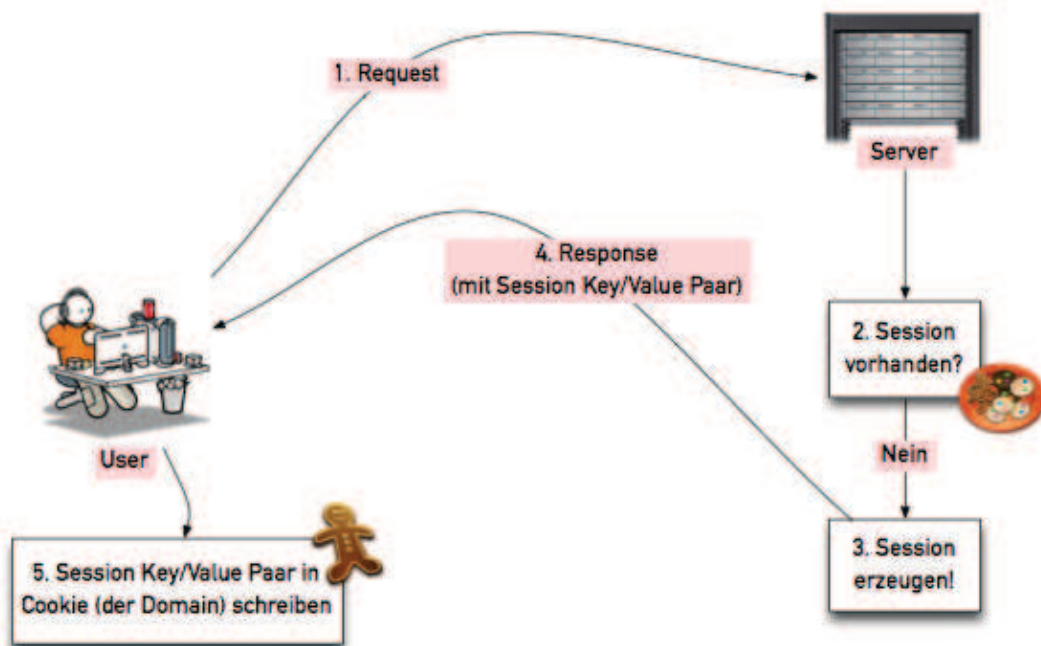 1. Request
Server
4. Response
(mit Session Key/Value Paar)
2. Session
vorhanden?
Nein
User
3. Session
erzeugen!
5. Session Key/Value Paar in
Cookie (der Domain) schreiben